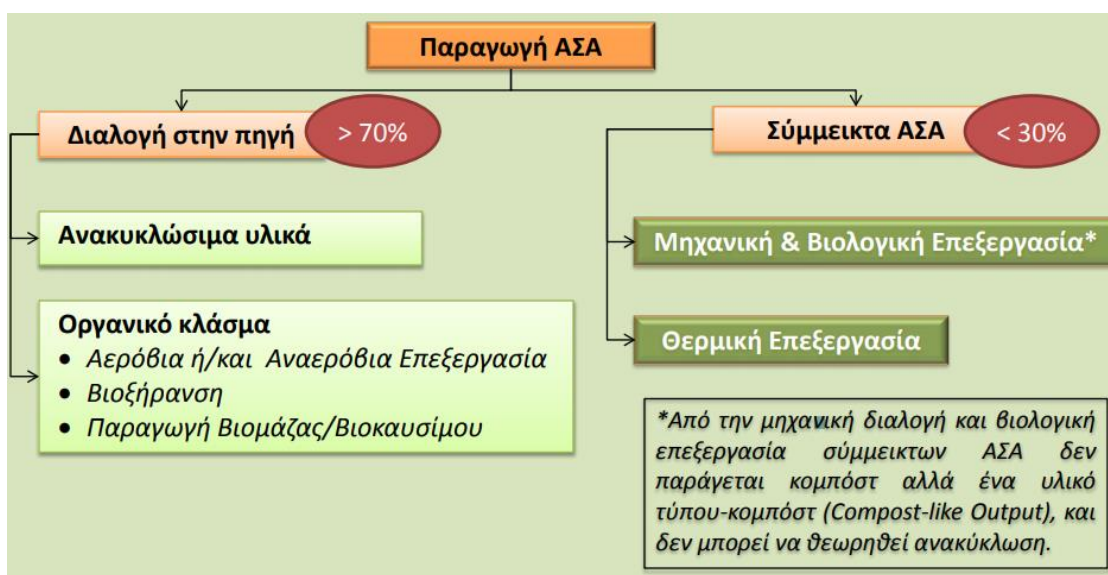 Παραγωγή ΑΣΑ
Διαλογή στην πηγή
> 70%
Ανακυκλώσιμα υλικά
Οργανικό κλάσμα
• Αερόβια ή/και Αναερόβια Επεξεργασία
• Βιοξήρανση
• Παραγωγή Βιομάζας/Βιοκαυσίμου
Σύμμεικτα ΑΣΑ
< 30%
Μηχανική & Βιολογική Επεξεργασία*
Θερμική Επεξεργασία
*Από την μηχανική διαλογή και βιολογική
επεξεργασία σύμμεικτων ΑΣΑ δεν
παράγεται κομπόστ αλλά ένα υλικό
τύπου-κομπόστ (Compost-like Output), και
δεν μπορεί να θεωρηθεί ανακύκλωση.